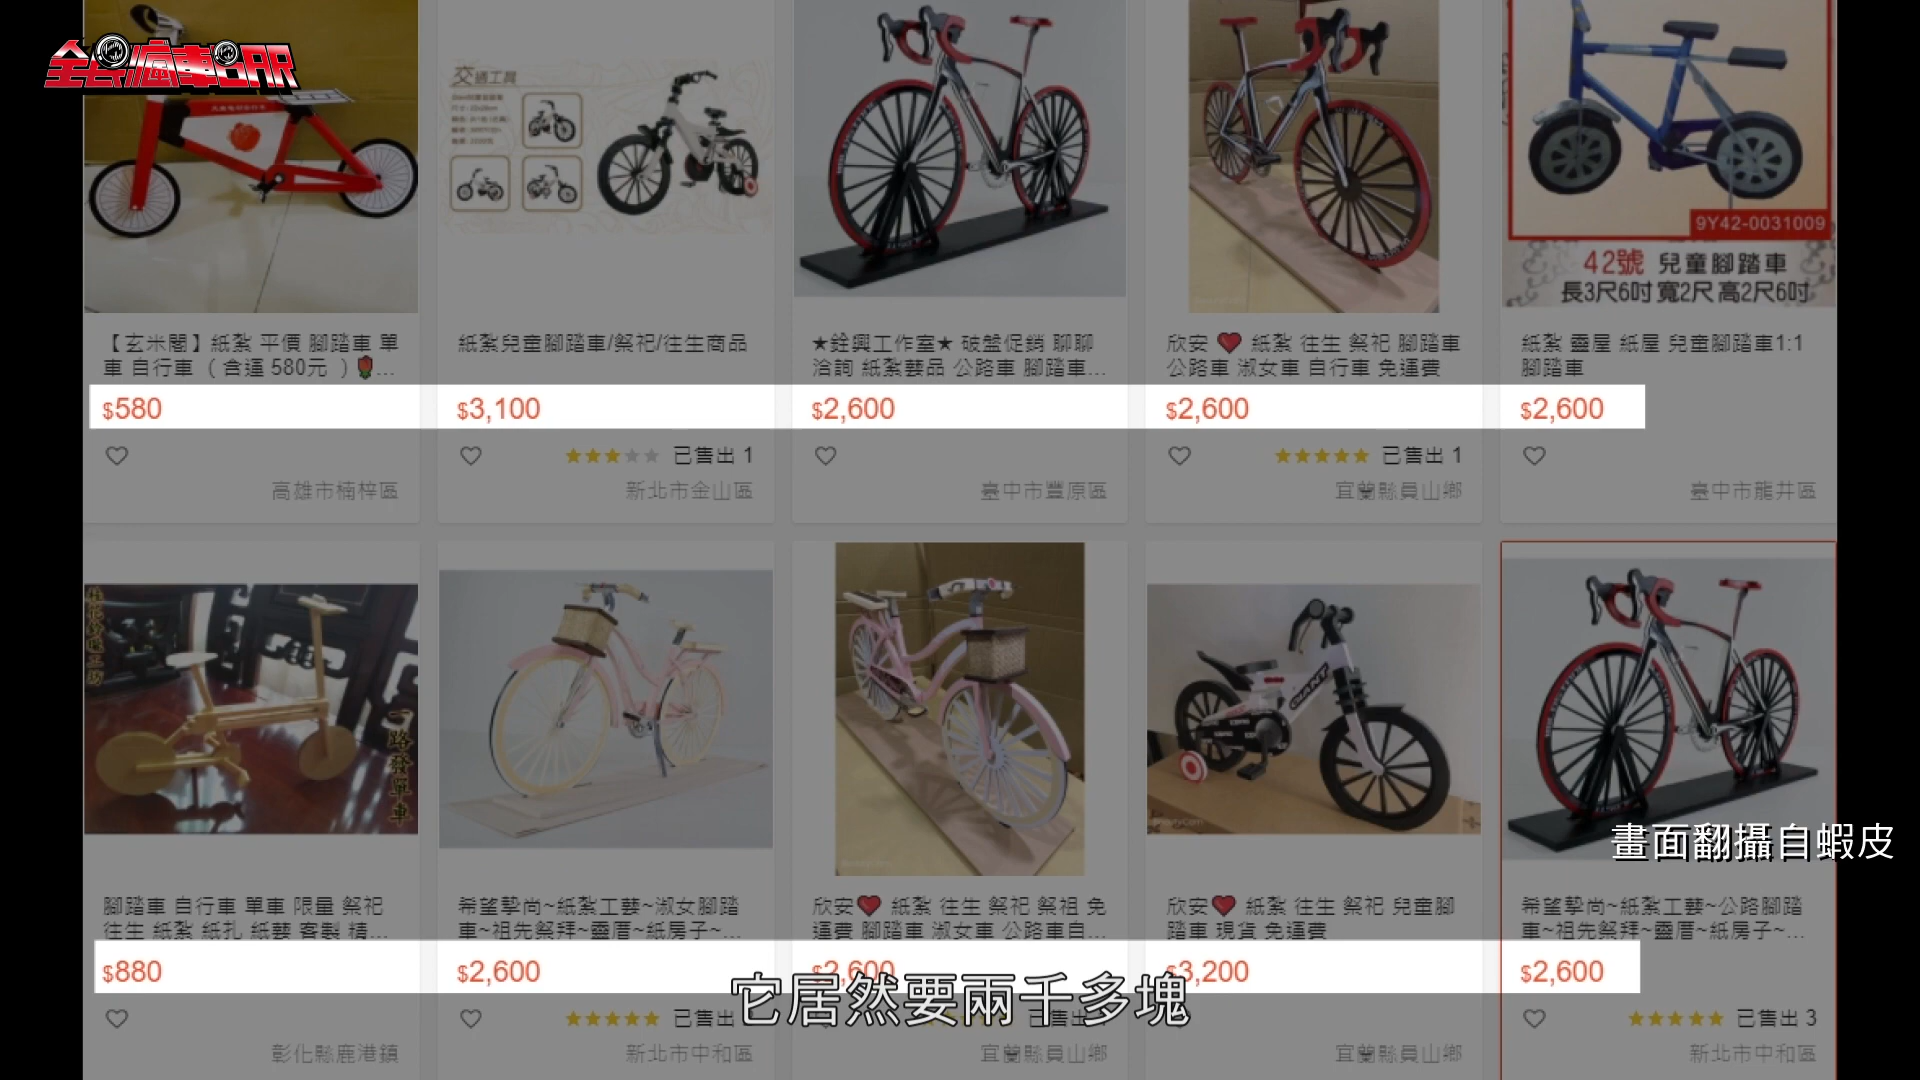 全民瘋車BAR
交通工具
9Y42-0031009
42號 兒童腳踏車
長3尺6吋 寬2尺 高2尺6吋
【玄米閣】紙紮 平價 腳踏車 單
車 自行車 （含運 580元 ）🌹...
$580
高雄市楠梓區
紙紮兒童腳踏車/祭祀/往生商品
$3,100
已售出 1
新北市金山區
★銓興工作室★ 破盤促銷 聊聊
洽詢 紙紮藝品 公路車 腳踏車...
$2,600
臺中市豐原區
欣安 ❤ 紙紮 往生 祭祀 腳踏車
公路車 淑女車 自行車 免運費
$2,600
已售出 1
宜蘭縣員山鄉
紙紮 靈屋 紙屋 兒童腳踏車1:1
腳踏車
$2,600
臺中市龍井區
一路發單車
GIANT
畫面翻攝自蝦皮
腳踏車 自行車 單車 限量 祭祀
往生 紙紮 紙扎 紙藝 客製 精...
$880
彰化縣鹿港鎮
希望摯尚~紙紮工藝~淑女腳踏
車~祖先祭拜~靈厝~紙房子~...
$2,600
已售出
新北市中和區
欣安❤ 紙紮 往生 祭祀 祭祖 免
運費 腳踏車 淑女車 公路車自...
$2,600
已售出
宜蘭縣員山鄉
欣安❤ 紙紮 往生 祭祀 兒童腳
踏車 現貨 免運費
$3,200
宜蘭縣員山鄉
希望摯尚~紙紮工藝~公路腳踏
車~祖先祭拜~靈厝~紙房子~...
$2,600
已售出 3
新北市中和區
它居然要兩千多塊